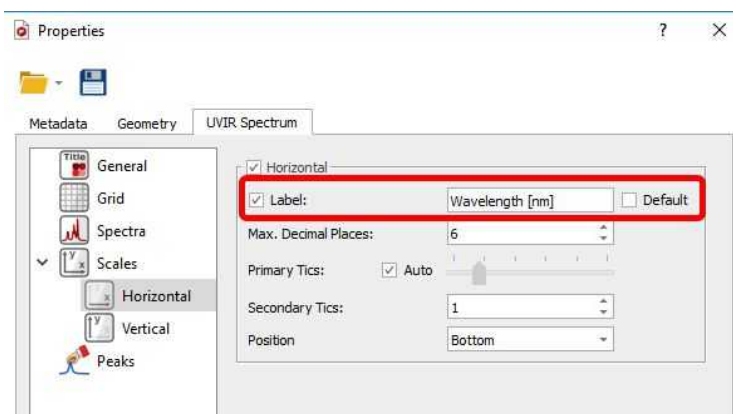 Properties
?
Metadata Geometry UVIR Spectrum
Title
General
Grid
Spectra
y x
Scales
x
Horizontal
y
Vertical
Peaks
Horizontal
Label: Wavelength [nm] Default
Max. Decimal Places: 6
Primary Tics: Auto
Secondary Tics: 1
Position Bottom